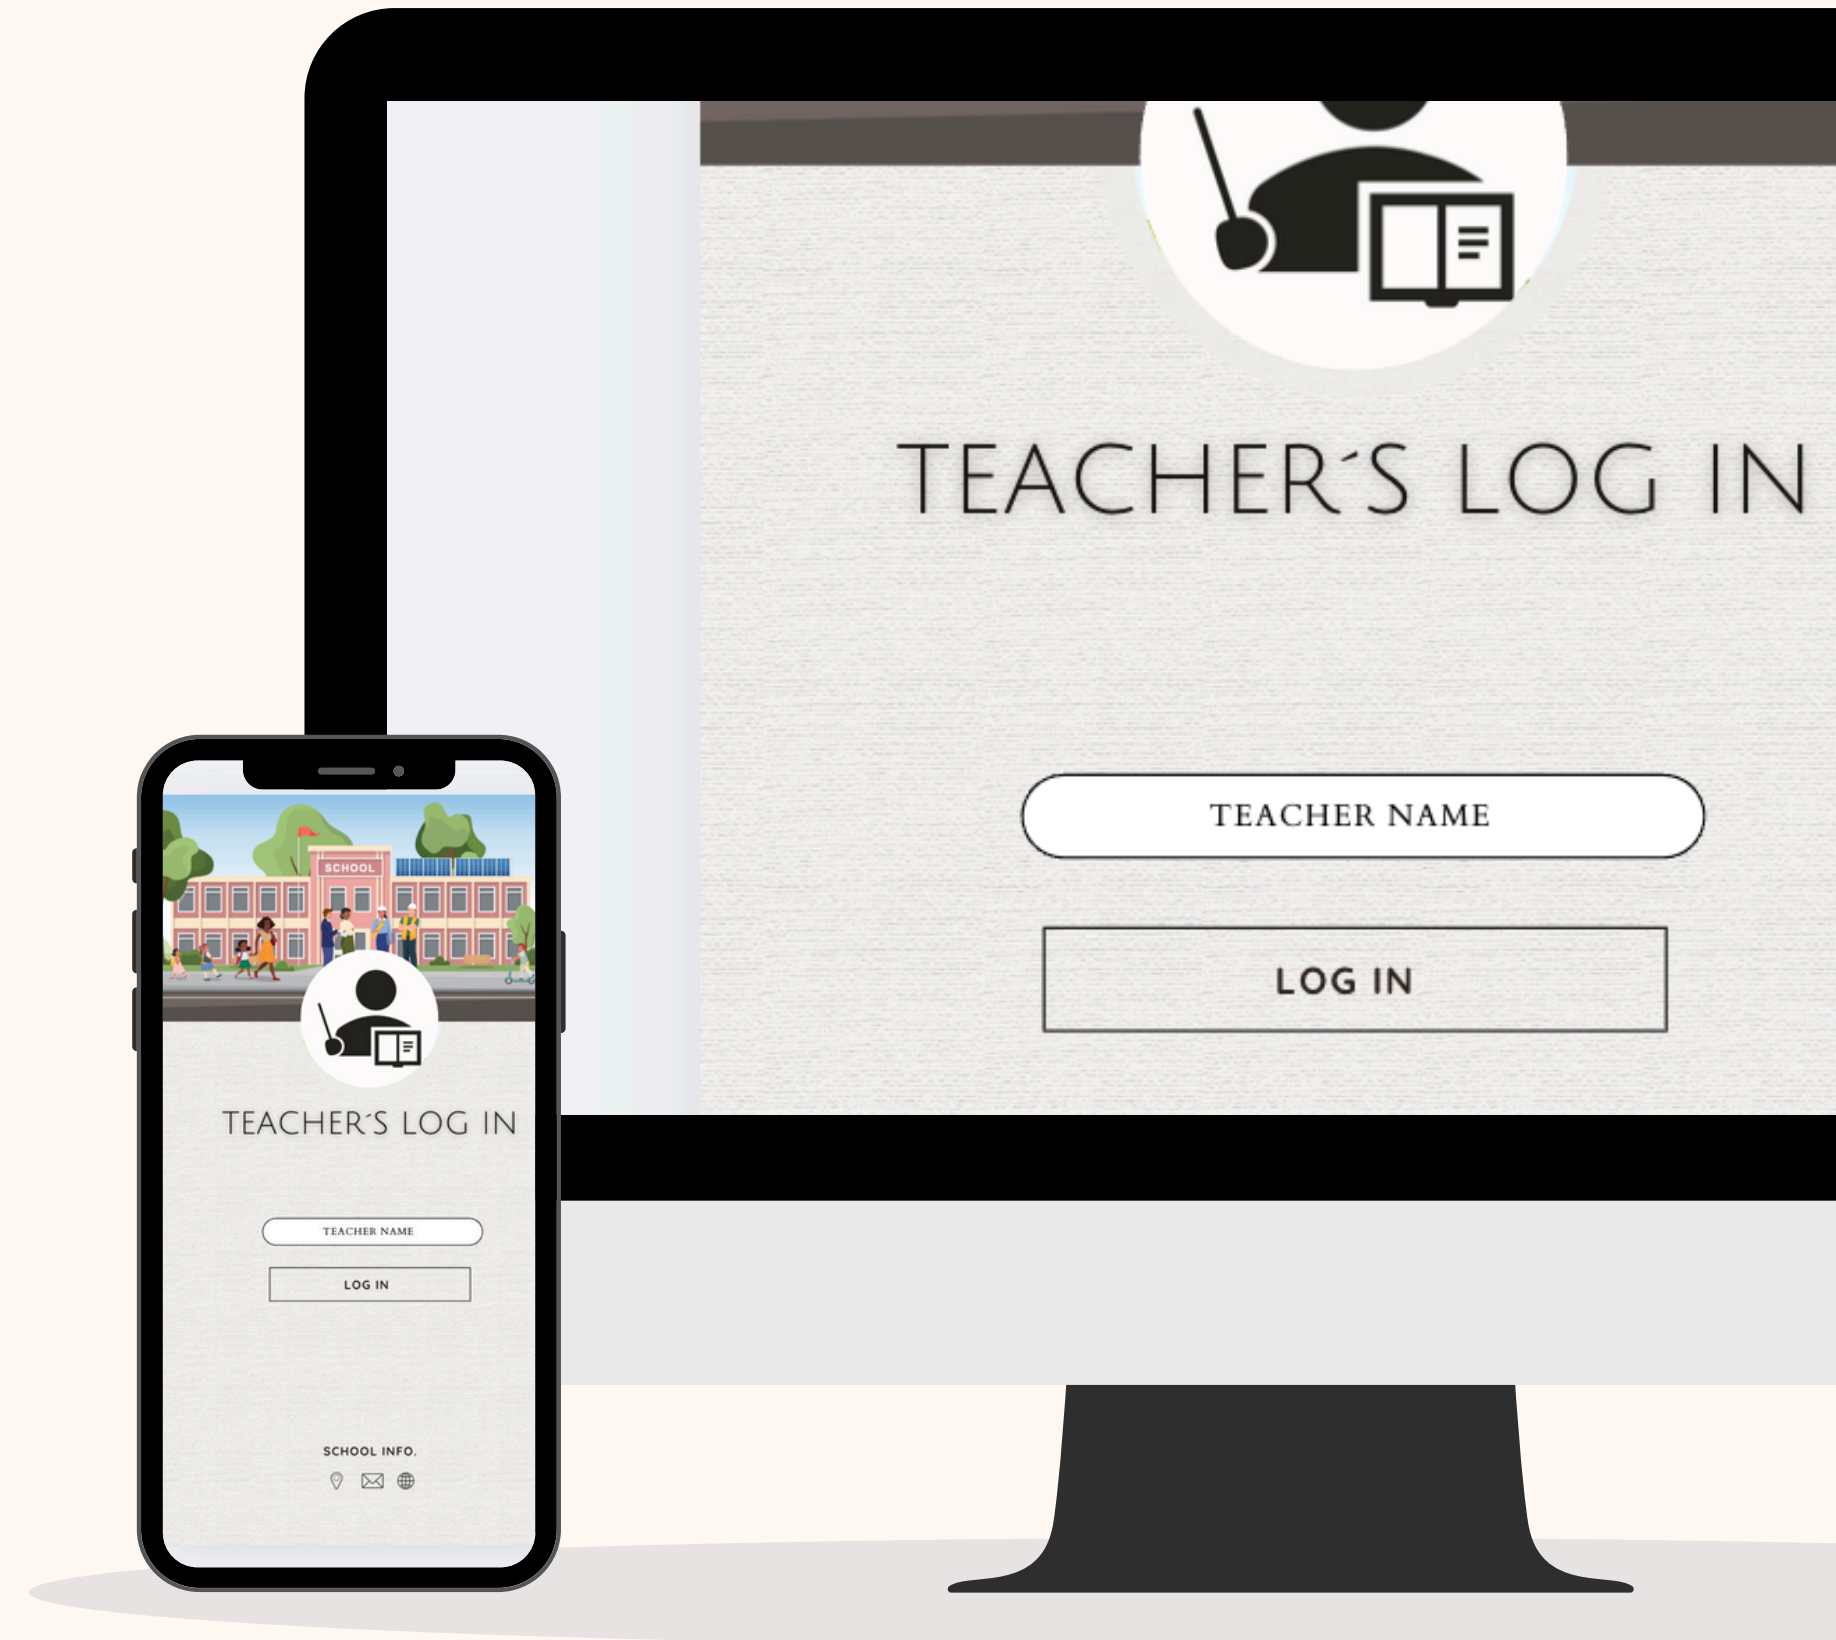 TEACHER´S LOG IN
TEACHER NAME
LOG IN
SCHOOL
TEACHER´S LOG IN
TEACHER NAME
LOG IN
SCHOOL INFO.